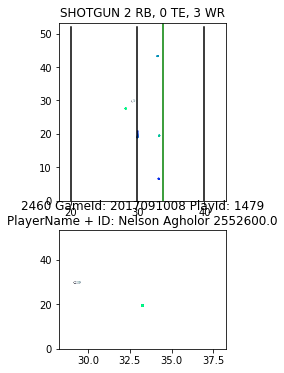 SHOTGUN 2 RB, 0 TE, 3 WR
50
40
30
20
10
0
20 30 40
2460 GameId: 2017091008 PlayId: 1479
PlayerName + ID: Nelson Agholor 2552600.0
40
20
0
30.0 32.5 35.0 37.5